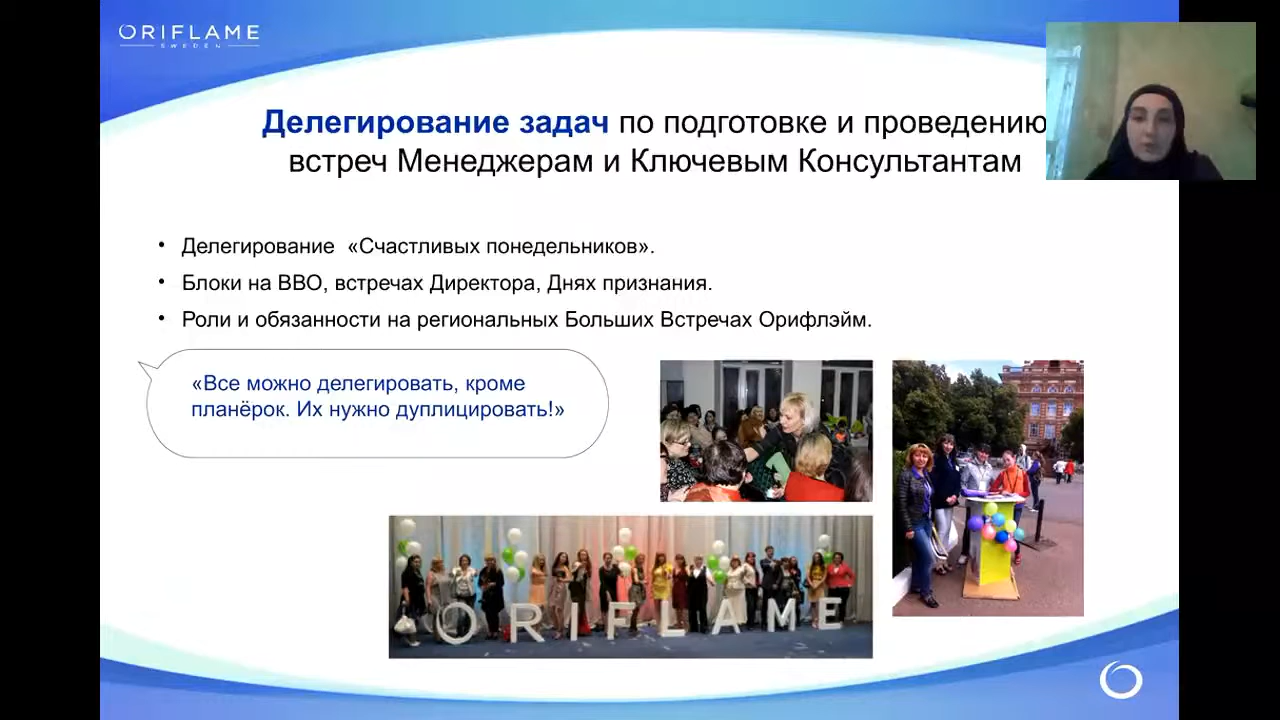 ORIFLAME
SWEDEN
Делегирование задач по подготовке и проведению
встреч Менеджерам и Ключевым Консультантам
• Делегирование «Счастливых понедельников».
• Блоки на ВВО, встречах Директора, Днях признания.
• Роли и обязанности на региональных Больших Встречах Орифлэйм.
«Все можно делегировать, кроме
планёрок. Их нужно дуплицировать!»
ORIFLAME